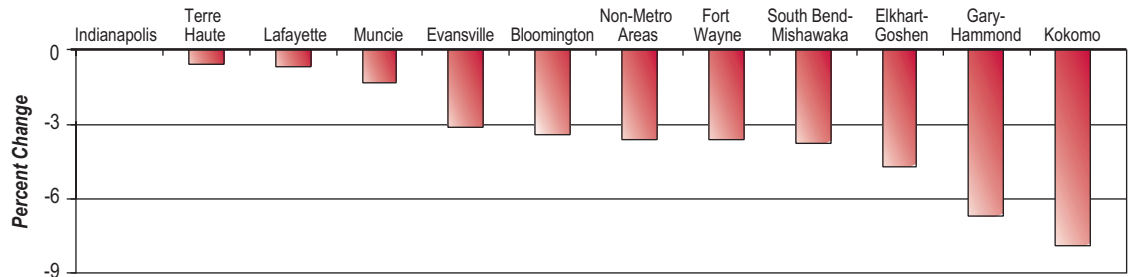 Indianapolis
Terre
Haute
Lafayette
Muncie
Evansville
Bloomington
Non-Metro
Areas
Fort
Wayne
South Bend-
Mishawaka
Elkhart-
Goshen
Gary-
Hammond
Kokomo
0
-3
-6
-9
Percent Change